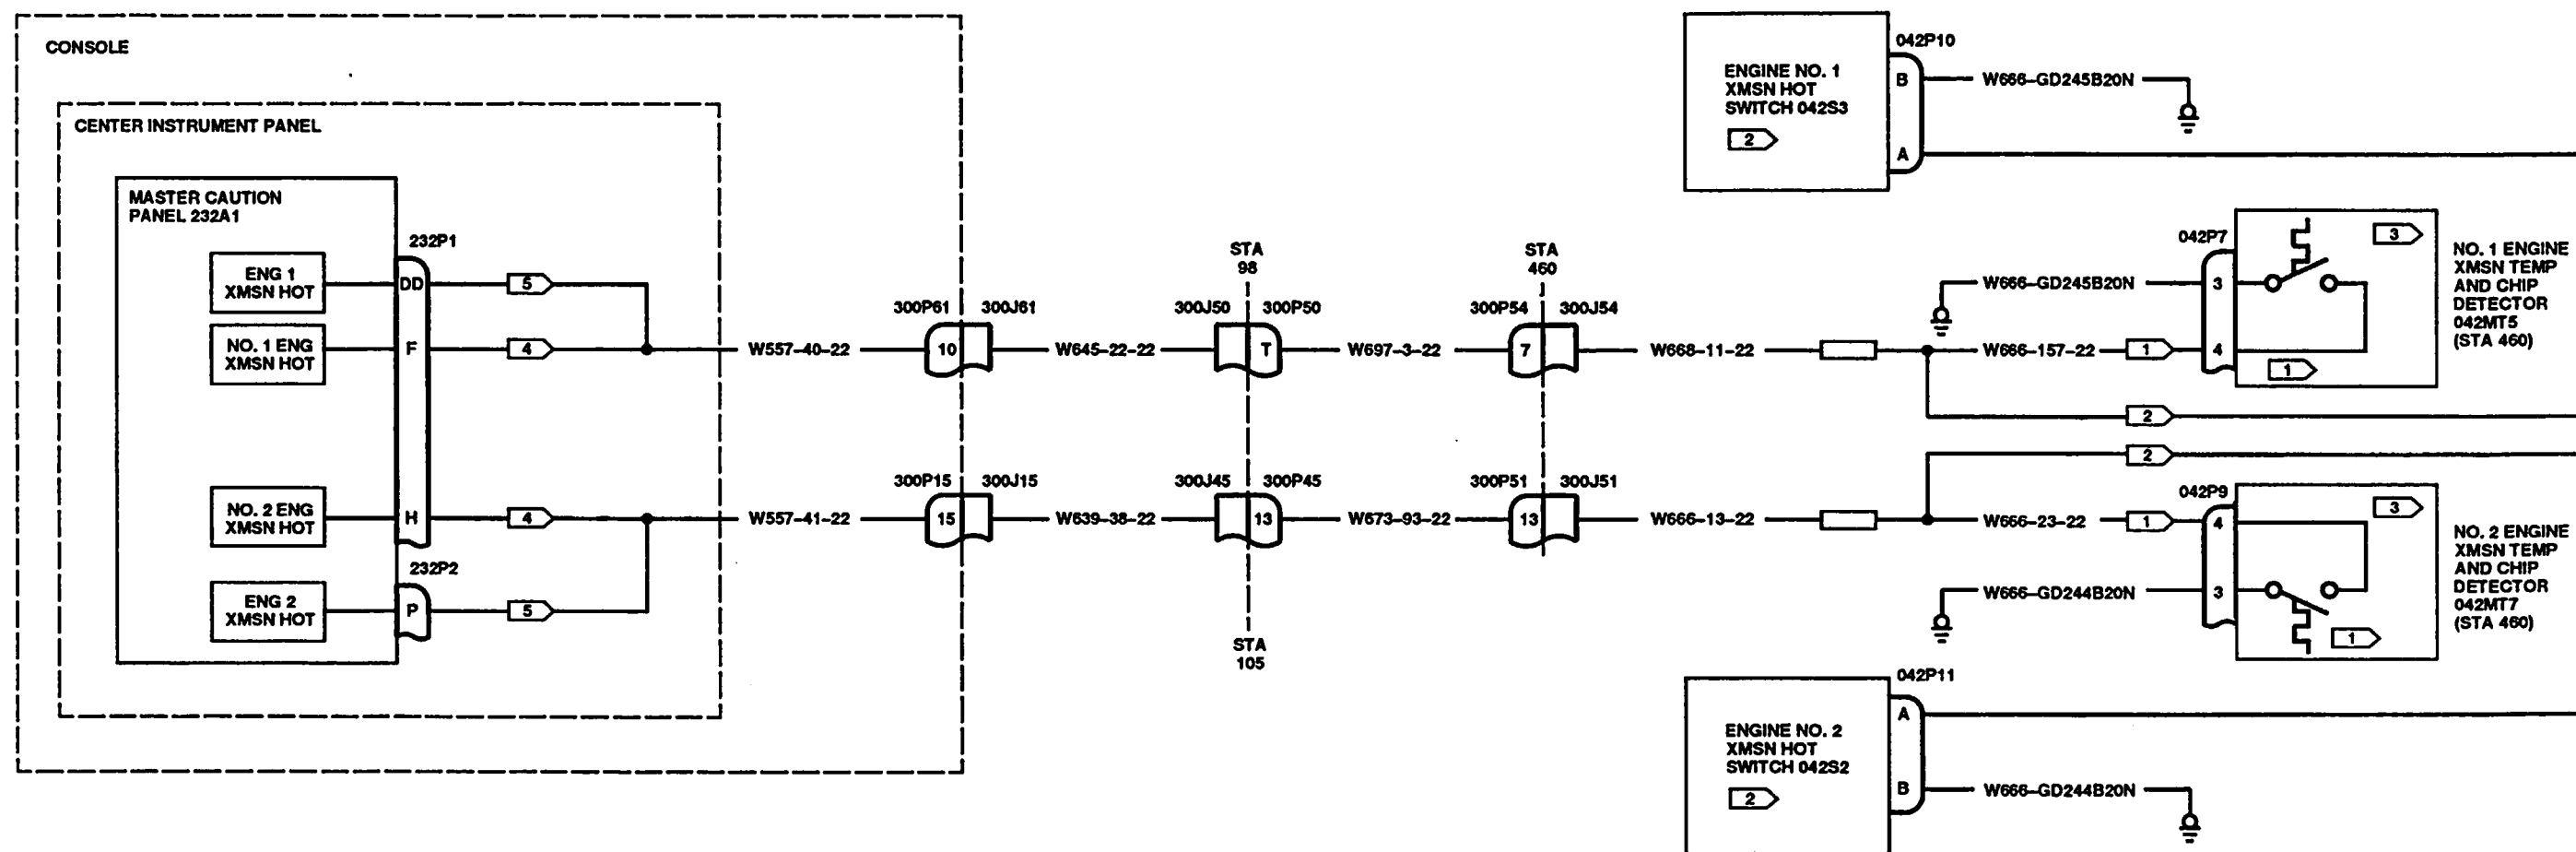 CONSOLE
CENTER INSTRUMENT PANEL
MASTER CAUTION
PANEL 232A1
232P1
ENG 1
XMSN HOT
DD
5
NO. 1 ENG
XMSN HOT
F
4
NO. 2 ENG
XMSN HOT
H
4
232P2
ENG 2
XMSN HOT
P
5
W557-40-22
300P61
300J61
10
W645-22-22
STA
98
300J50
300P50
T
W697-3-22
STA
460
300P54
300J54
7
W668-11-22
W557-41-22
300P15
300J15
15
W639-38-22
300J45
300P45
13
W673-93-22
300P51
300J51
13
W666-13-22
STA
105
ENGINE NO. 1
XMSN HOT
SWITCH 042S3
2
042P10
B
W666-GD245B20N
A
042P7
W666-GD245B20N
3
3
W666-157-22
1
4
1
NO. 1 ENGINE
XMSN TEMP
AND CHIP
DETECTOR
042MT5
(STA 460)
2
2
042P9
W666-23-22
1
4
3
W666-GD244B20N
3
1
NO. 2 ENGINE
XMSN TEMP
AND CHIP
DETECTOR
042MT7
(STA 460)
042P11
ENGINE NO. 2
XMSN HOT
SWITCH 042S2
2
A
B
W666-GD244B20N